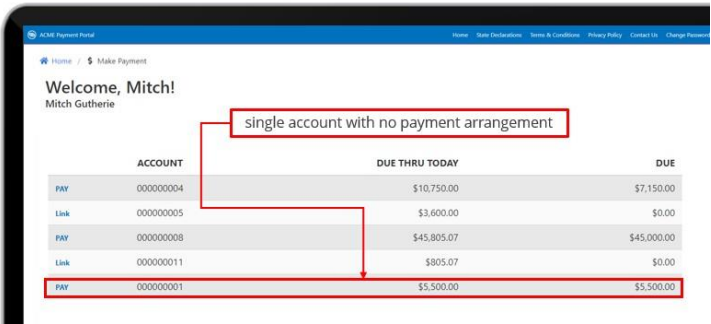 ACME Payment Portal Home State Declarations Terms & Conditions Privacy Policy Contact Us Change Password
Home / $ Make Payment
Welcome, Mitch!
Mitch Gutherie
single account with no payment arrangement
ACCOUNT DUE THRU TODAY DUE
PAY 000000004 $10,750.00 $7,150.00
Link 000000005 $3,600.00 $0.00
PAY 000000008 $45,805.07 $45,000.00
Link 000000011 $805.07 $0.00
PAY 000000001 $5,500.00 $5,500.00